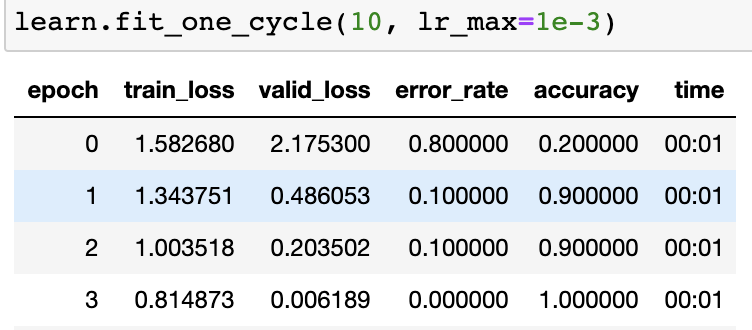 learn.fit_one_cycle(10, lr_max=1e-3)
epoch train_loss valid_loss error_rate accuracy time
0 1.582680 2.175300 0.800000 0.200000 00:01
1 1.343751 0.486053 0.100000 0.900000 00:01
2 1.003518 0.203502 0.100000 0.900000 00:01
3 0.814873 0.006189 0.000000 1.000000 00:01